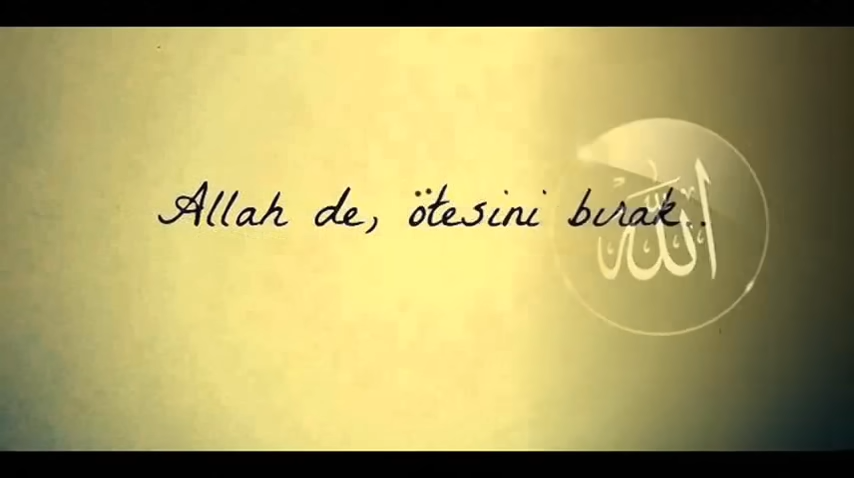 Allah de, ötesini bırak..
الله